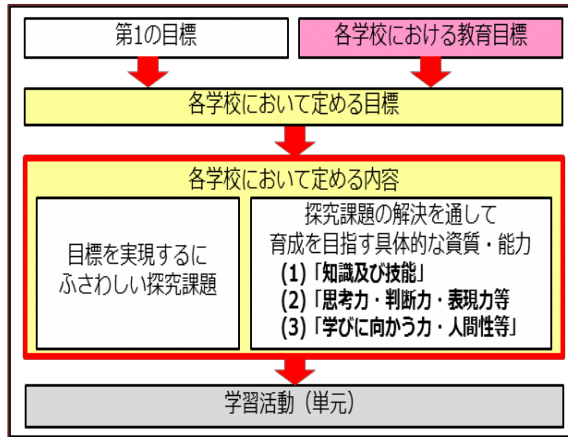 第1の目標
各学校における教育目標
各学校において定める目標
各学校において定める内容
目標を実現するに
ふさわしい探究課題
探究課題の解決を通して
育成を目指す具体的な資質・能力
(1)「知識及び技能」
(2)「思考力・判断力・表現力等
(3)「学びに向かう力・人間性等」
学習活動（単元）